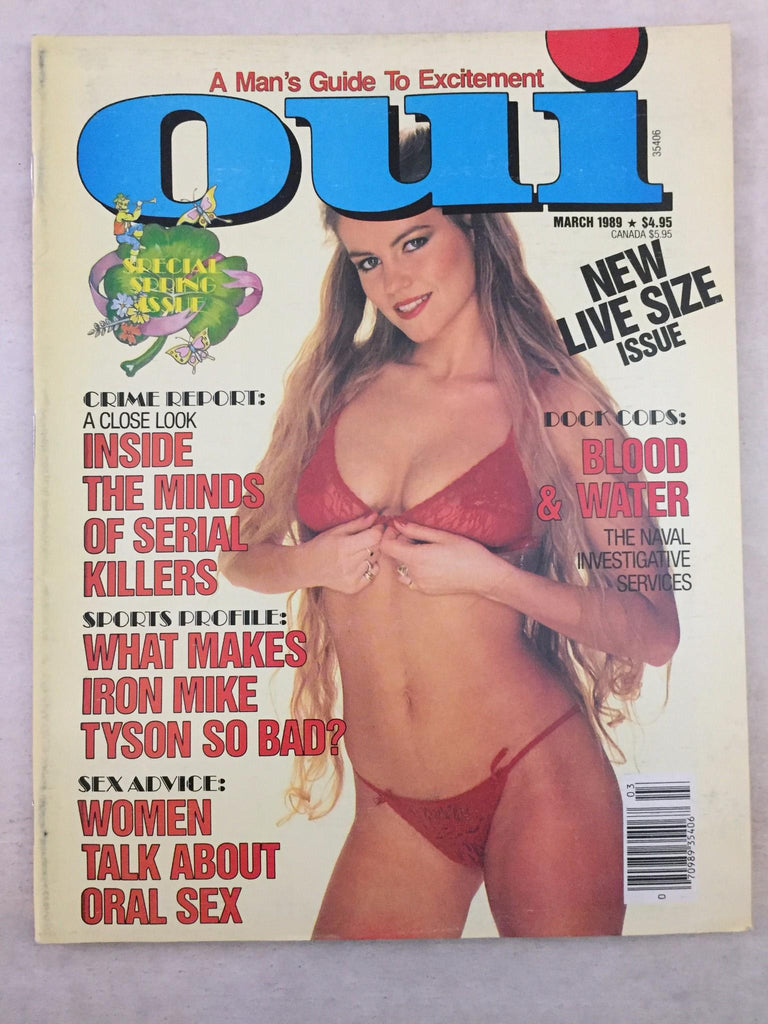 A Man's Guide To Excitement
oui
35406
MARCH 1989 ★ $4.95
CANADA $5.95
SPECIAL
SPRING
ISSUE
NEW
LIVE SIZE
ISSUE
CRIME REPORT:
A CLOSE LOOK
INSIDE
THE MINDS
OF SERIAL
KILLERS
DOCK COPS:
BLOOD
& WATER
THE NAVAL
INVESTIGATIVE
SERVICES
SPORTS PROFILE:
WHAT MAKES
IRON MIKE
TYSON SO BAD?
SEX ADVICE:
WOMEN
TALK ABOUT
ORAL SEX
03
0 70989 35406